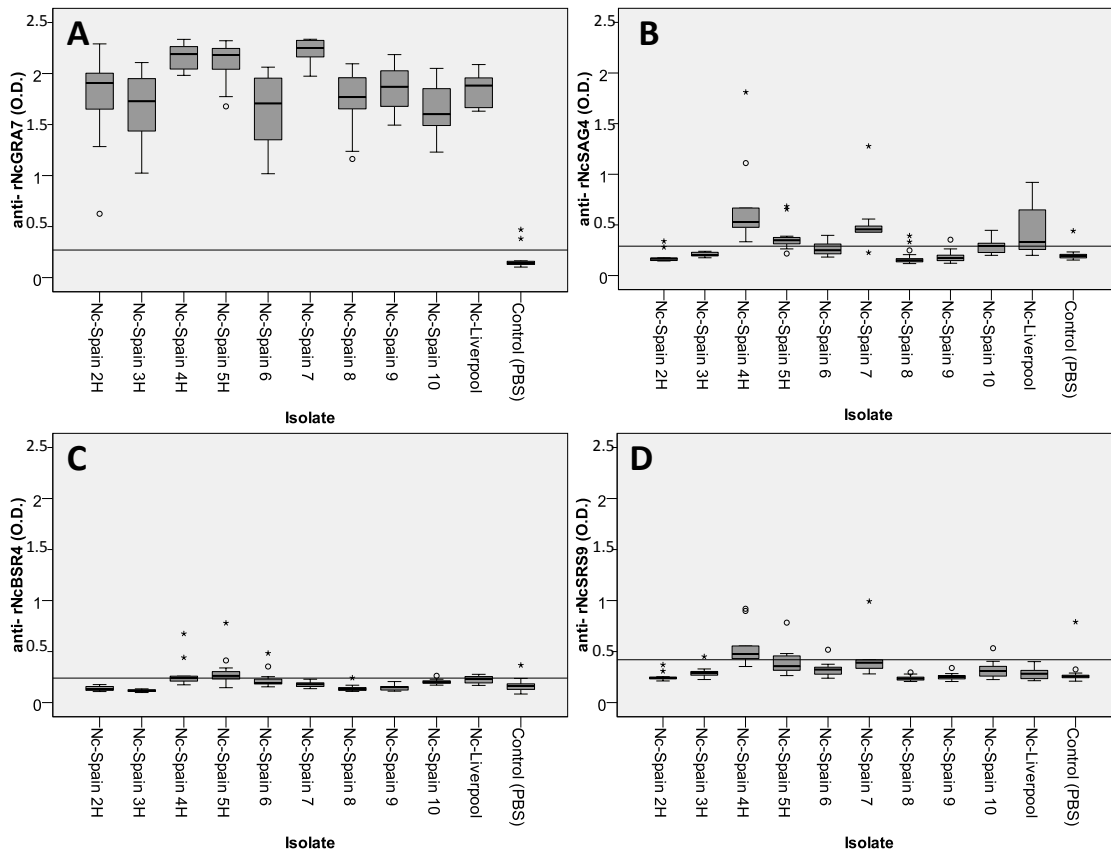 A
anti- rNcGRA7 (O.D.)
2.5
2
1.5
1
0.5
0
Nc-Spain 2H
Nc-Spain 3H
Nc-Spain 4H
Nc-Spain 5H
Nc-Spain 6
Nc-Spain 7
Nc-Spain 8
Nc-Spain 9
Nc-Spain 10
Nc-Liverpool
Control (PBS)
Isolate
B
anti- rNcSAG4 (O.D.)
2.5
2
1.5
1
0.5
0
Nc-Spain 2H
Nc-Spain 3H
Nc-Spain 4H
Nc-Spain 5H
Nc-Spain 6
Nc-Spain 7
Nc-Spain 8
Nc-Spain 9
Nc-Spain 10
Nc-Liverpool
Control (PBS)
Isolate
C
anti- rNcBSR4 (O.D.)
2.5
2
1.5
1
0.5
0
Nc-Spain 2H
Nc-Spain 3H
Nc-Spain 4H
Nc-Spain 5H
Nc-Spain 6
Nc-Spain 7
Nc-Spain 8
Nc-Spain 9
Nc-Spain 10
Nc-Liverpool
Control (PBS)
Isolate
D
anti- rNcSRS9 (O.D.)
2.5
2
1.5
1
0.5
0
Nc-Spain 2H
Nc-Spain 3H
Nc-Spain 4H
Nc-Spain 5H
Nc-Spain 6
Nc-Spain 7
Nc-Spain 8
Nc-Spain 9
Nc-Spain 10
Nc-Liverpool
Control (PBS)
Isolate